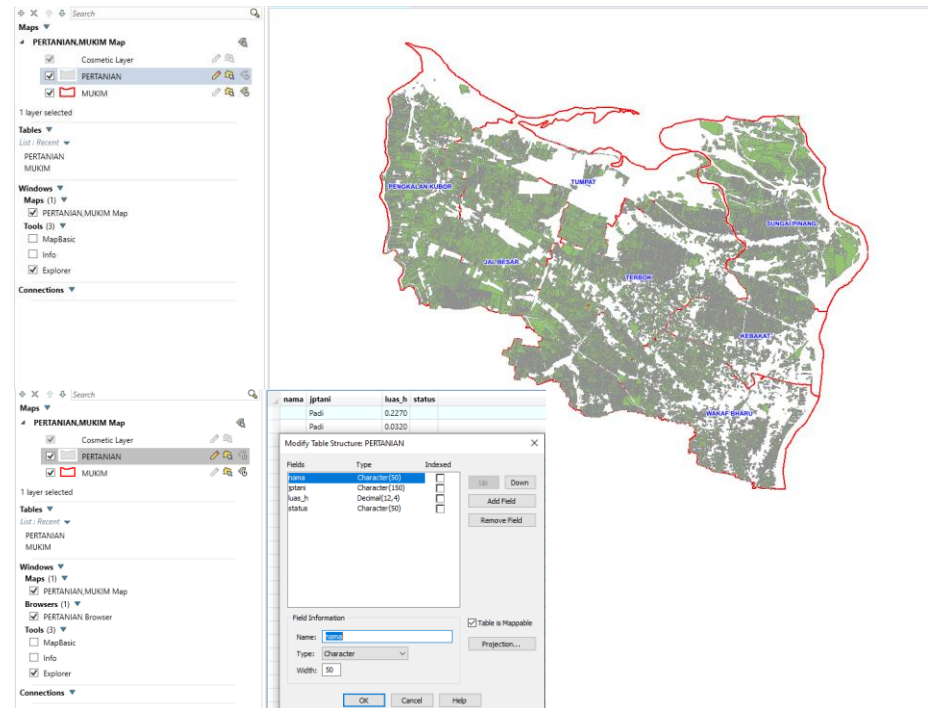 Search
Maps
PERTANIAN,MUKIM Map
Cosmetic Layer
PERTANIAN
MUKIM
1 layer selected
Tables
List : Recent
PERTANIAN
MUKIM
Windows
Maps (1)
PERTANIAN,MUKIM Map
Tools (3)
MapBasic
Info
Explorer
Connections
PENGKALAN KUBOR
TUMPAT
SUNGAI PINANG
JAL BESAR
TERBOK
KEBAKAT
WAKAF BHARU
Search
Maps
PERTANIAN,MUKIM Map
Cosmetic Layer
PERTANIAN
MUKIM
1 layer selected
Tables
List : Recent
PERTANIAN
MUKIM
Windows
Maps (1)
PERTANIAN,MUKIM Map
Browsers (1)
PERTANIAN Browser
Tools (3)
MapBasic
Info
Explorer
Connections
nama jptani luas_h status
Padi 0.2270
Padi 0.0320
Modify Table Structure: PERTANIAN
Fields Type Indexed
nama Character(50)
jptani Character(150)
luas_h Decimal(12,4)
status Character(50)
Up Down
Add Field
Remove Field
Field Information
Name: nama
Type: Character
Width: 50
Table is Mappable
Projection...
OK Cancel Help